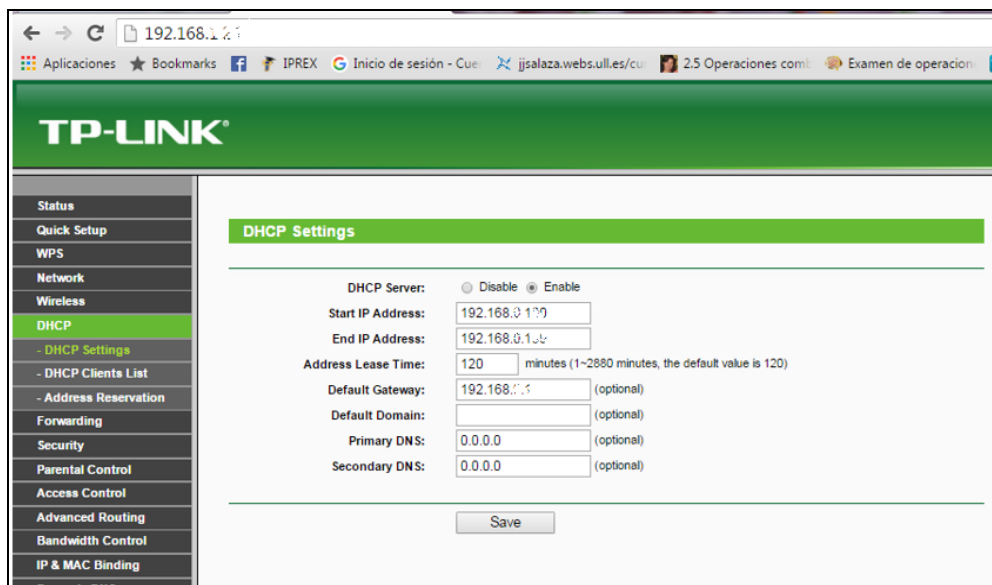 192.168.
Aplicaciones Bookmarks IPREX Inicio de sesión - Cue jjsalaza.webs.ull.es/cur 2.5 Operaciones com Examen de operacion
TP-LINK®
Status
Quick Setup
WPS
Network
Wireless
DHCP
- DHCP Settings
- DHCP Clients List
- Address Reservation
Forwarding
Security
Parental Control
Access Control
Advanced Routing
Bandwidth Control
IP & MAC Binding
DHCP Settings
DHCP Server: Disable Enable
Start IP Address: 192.168.0
End IP Address: 192.168.0.
Address Lease Time: 120 minutes (1~2880 minutes, the default value is 120)
Default Gateway: 192.168. (optional)
Default Domain: (optional)
Primary DNS: 0.0.0.0 (optional)
Secondary DNS: 0.0.0.0 (optional)
Save